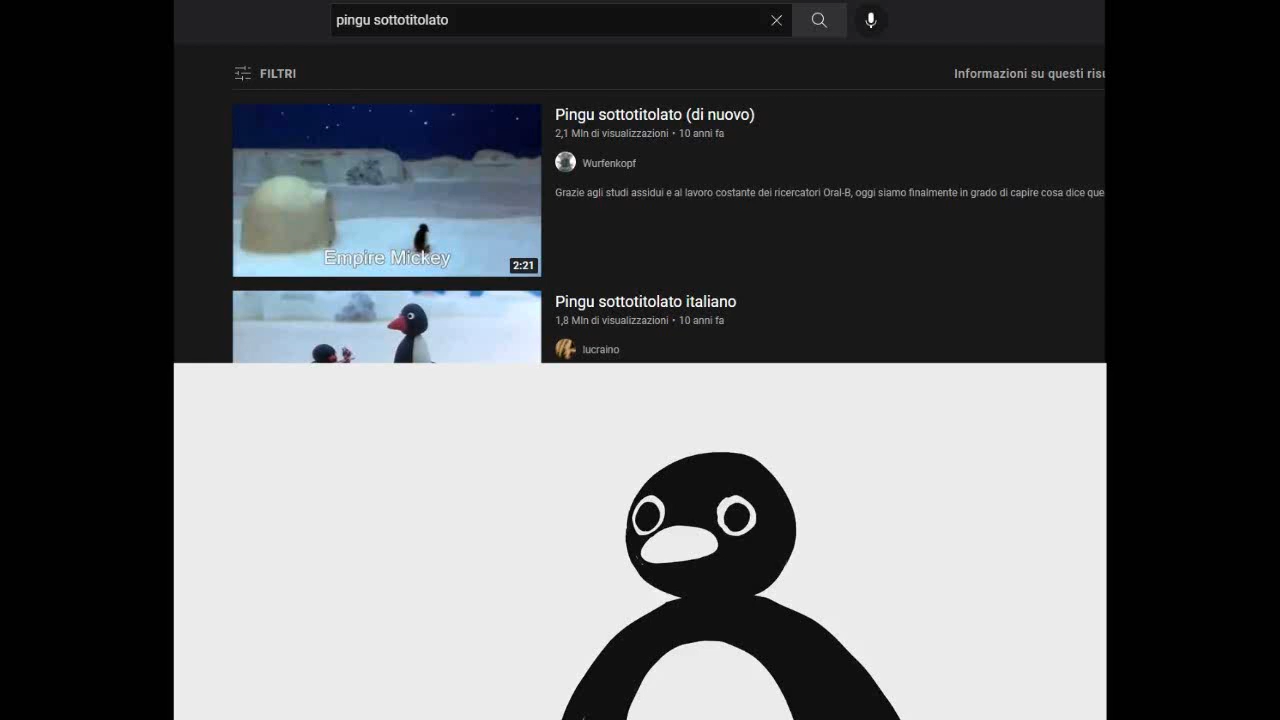 pingu sottotitolato
FILTRI
Informazioni su questi risu
Pingu sottotitolato (di nuovo)
2,1 Mln di visualizzazioni • 10 anni fa
Wurfenkopf
Grazie agli studi assidui e al lavoro costante dei ricercatori Oral-B, oggi siamo finalmente in grado di capire cosa dice que
Empire Mickey
2:21
Pingu sottotitolato italiano
1,8 Mln di visualizzazioni • 10 anni fa
lucraino